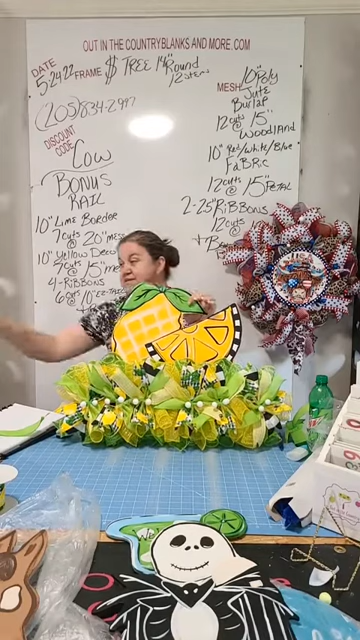 OUT IN THE COUNTRYBLANKS AND MORE.COM
DATE
5-24-22
FRAME $ TREE 14" Round
12 stems
(205) 834-2997
DISCOUNT
CODE
Cow
BONUS
RAIL
10" Lime Border
7 cuts @ 20" mesh
10" Yellow Deco
7 cuts @ 15" me
4-RiBBONS
MESH 10" Poly
Jute
Burlap
12 cuts @ 15"
Woodland
10" Red/White/Blue
FaBRic
12 cuts @ 15" PeTAL
2-2.5" RiBBONS
12 cuts